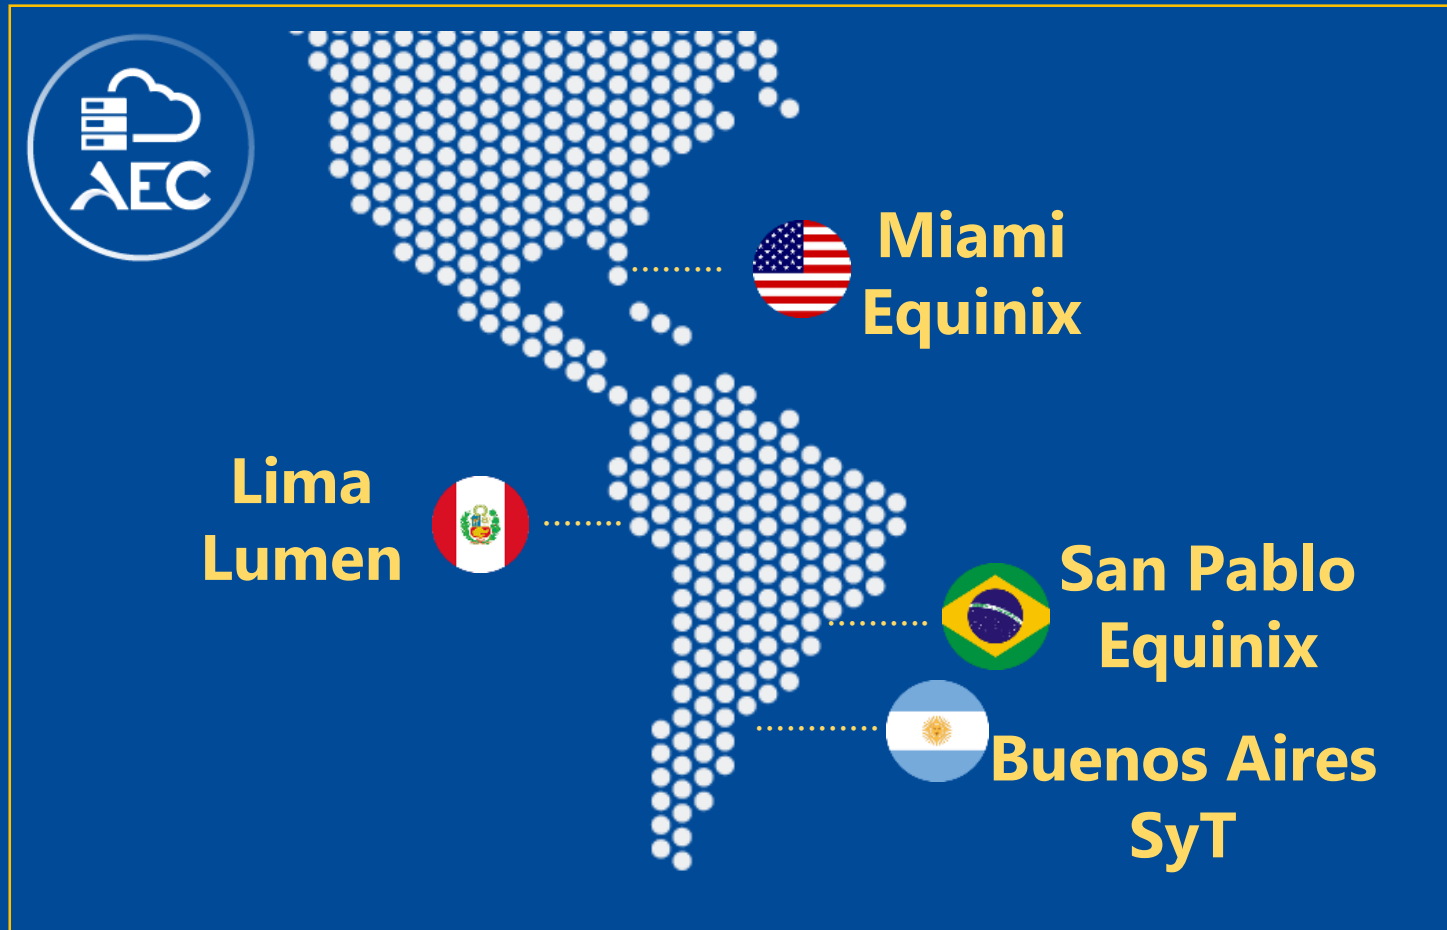 AEC
Miami
Equinix
Lima
Lumen
San Pablo
Equinix
Buenos Aires
SyT